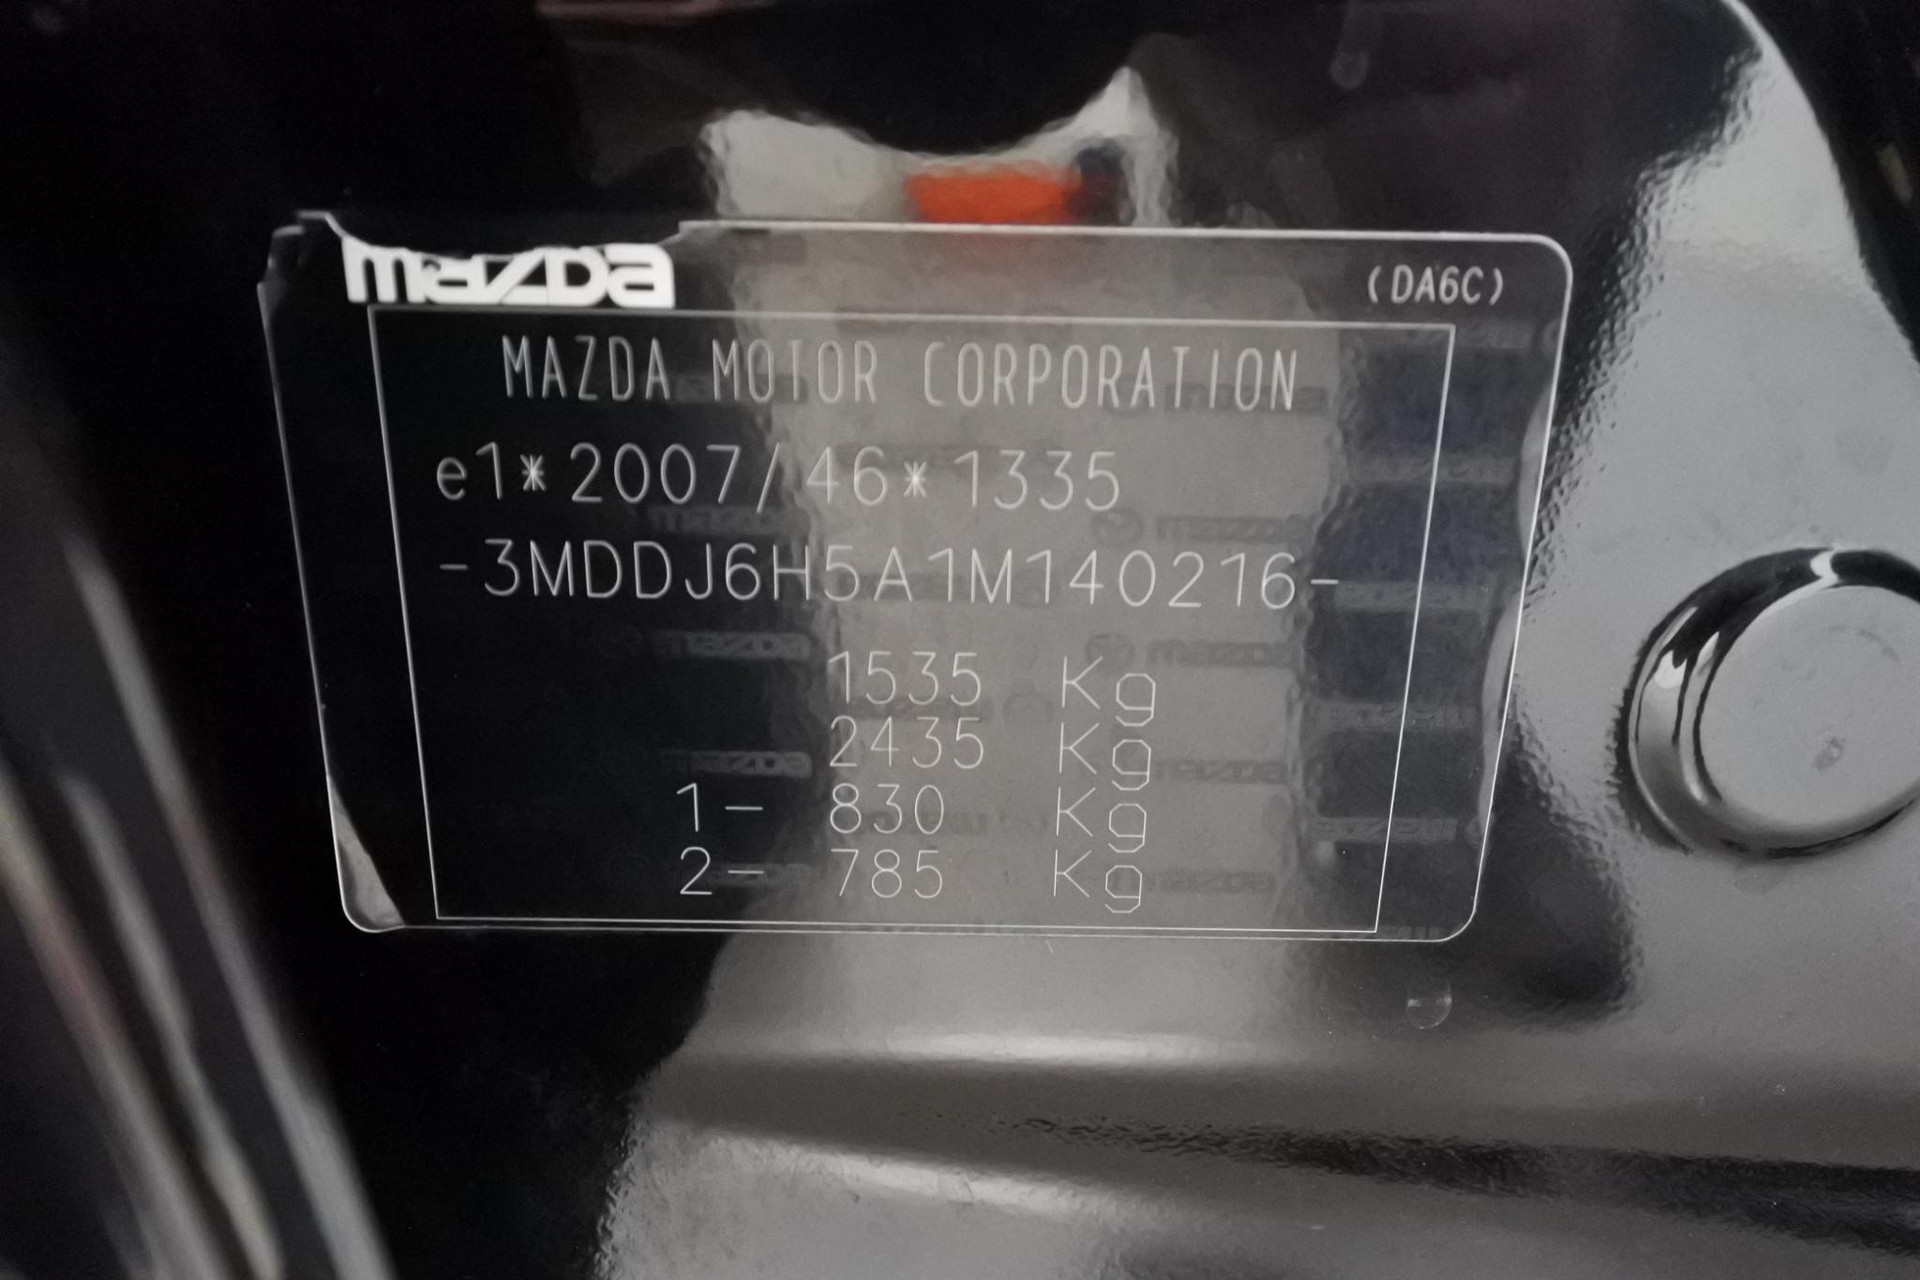 mazda
(DA6C)
MAZDA MOTOR CORPORATION
e1*2007/46*1335
-3MDDJ6H5A1M140216-
1535 Kg
2435 Kg
1- 830 Kg
2- 785 Kg